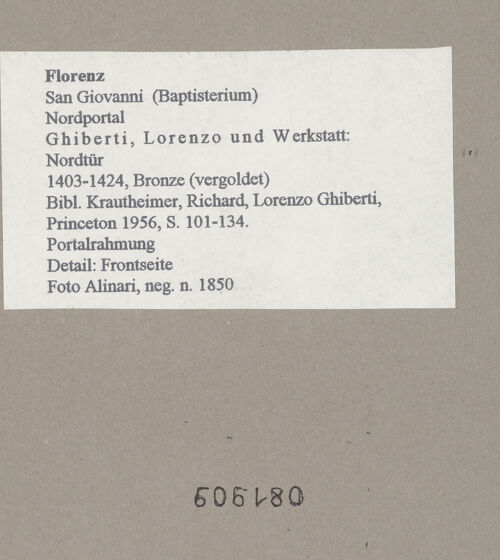 Florenz
San Giovanni (Baptisterium)
Nordportal
Ghiberti, Lorenzo und Werkstatt:
Nordtür
1403-1424, Bronze (vergoldet)
Bibl. Krautheimer, Richard, Lorenzo Ghiberti,
Princeton 1956, S. 101-134.
Portalrahmung
Detail: Frontseite
Foto Alinari, neg. n. 1850
081909